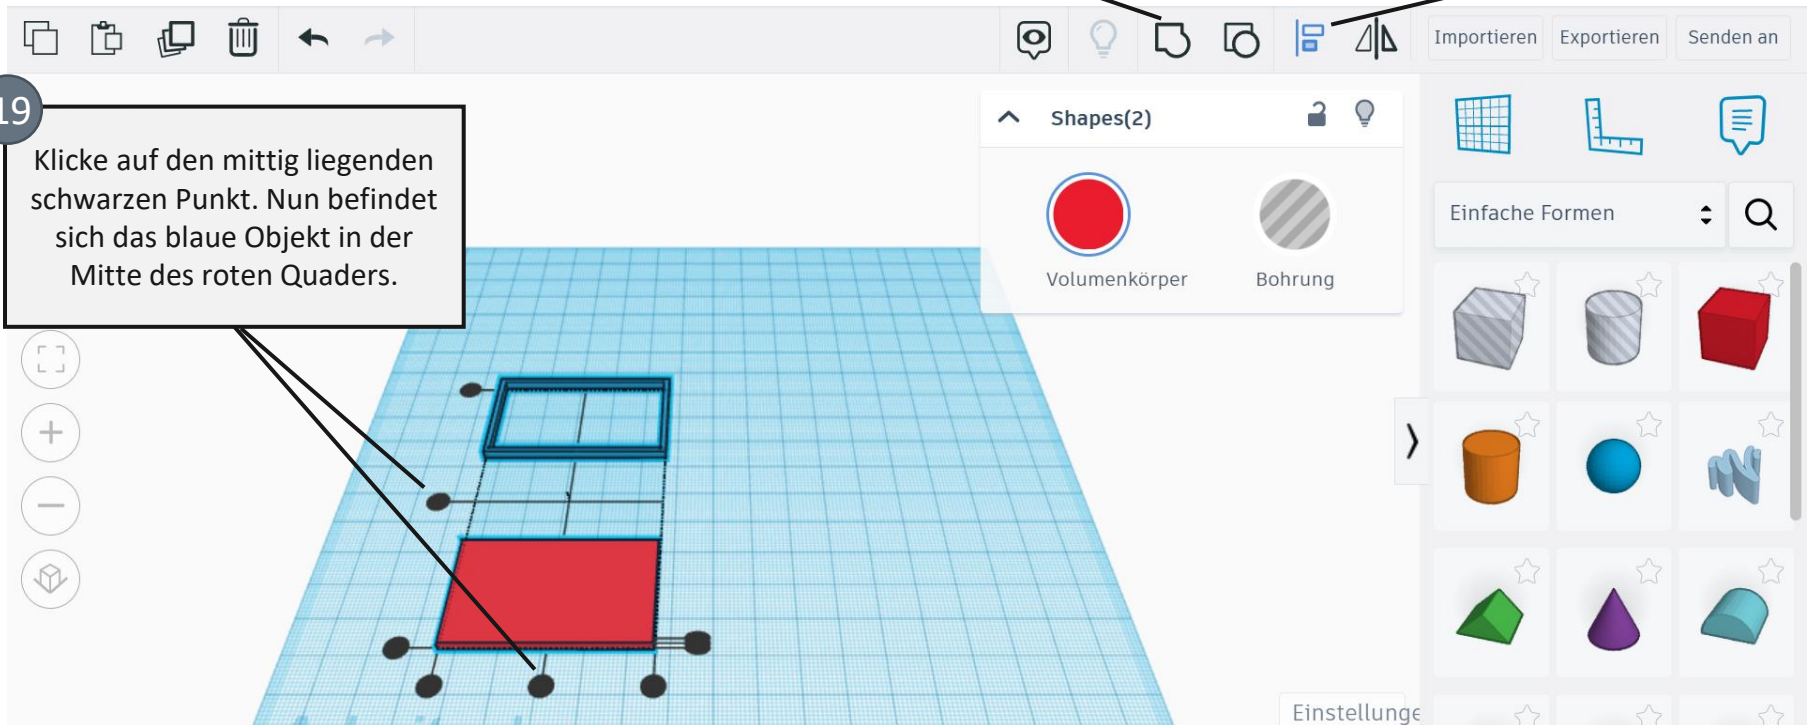 Importieren
Exportieren
Senden an
19
Klicke auf den mittig liegenden
schwarzen Punkt. Nun befindet
sich das blaue Objekt in der
Mitte des roten Quaders.
Shapes(2)
Volumenkörper
Bohrung
Einfache Formen
Einstellunge